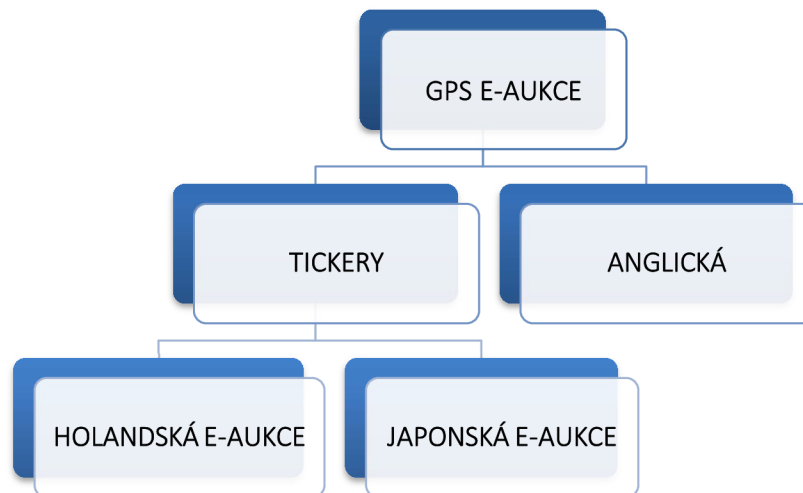 GPS E-AUKCE
TICKERY
ANGLICKÁ
HOLANDSKÁ E-AUKCE
JAPONSKÁ E-AUKCE